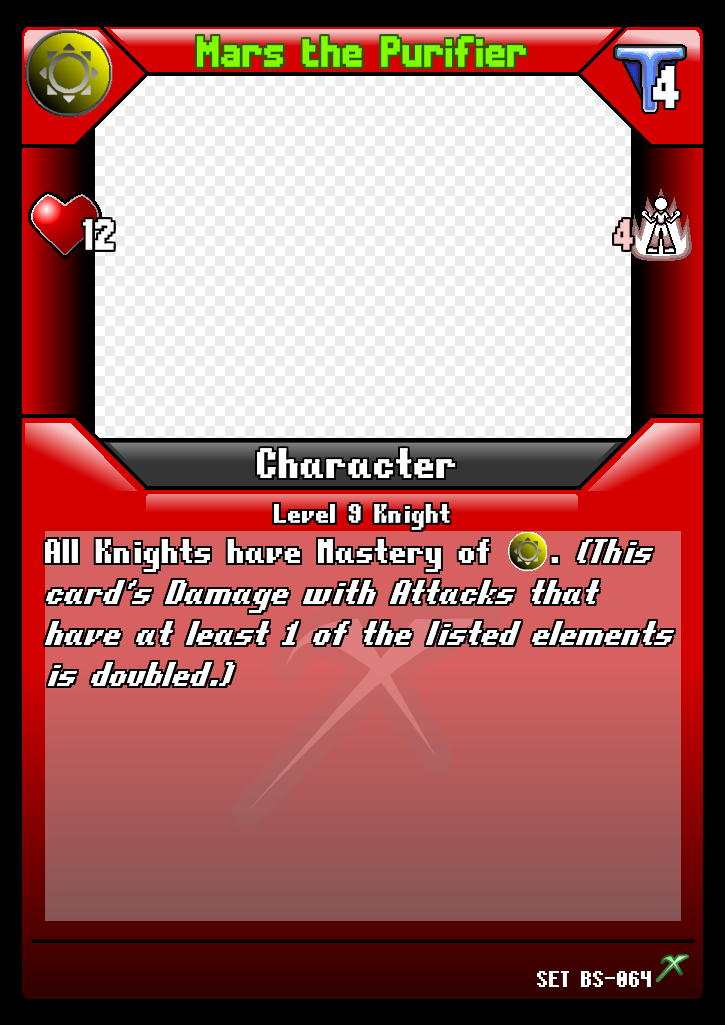 Mars the Purifier
T4
12
4
Character
Level 9 Knight
All Knights have Mastery of . (This
card's Damage with Attacks that
have at least 1 of the listed elements
is doubled.)
SET BS-064